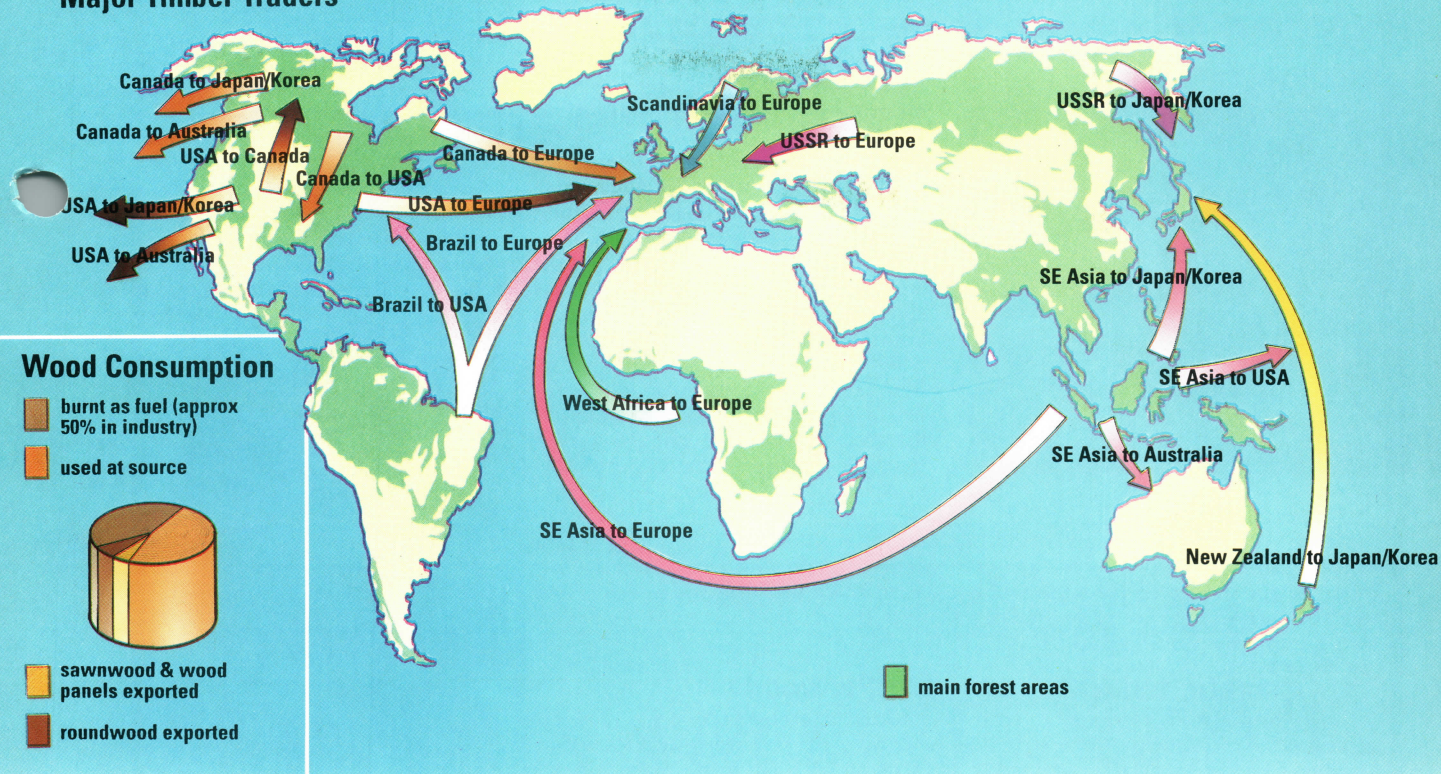 Major Timber Traders
Canada to Japan/Korea
Canada to Australia
USA to Canada
Canada to USA
USA to Japan/Korea
USA to Australia
Canada to Europe
USA to Europe
Brazil to Europe
Brazil to USA
Scandinavia to Europe
USSR to Europe
USSR to Japan/Korea
SE Asia to Japan/Korea
SE Asia to USA
West Africa to Europe
SE Asia to Australia
SE Asia to Europe
New Zealand to Japan/Korea
Wood Consumption
burnt as fuel (approx
50% in industry)
used at source
sawnwood & wood
panels exported
roundwood exported
main forest areas